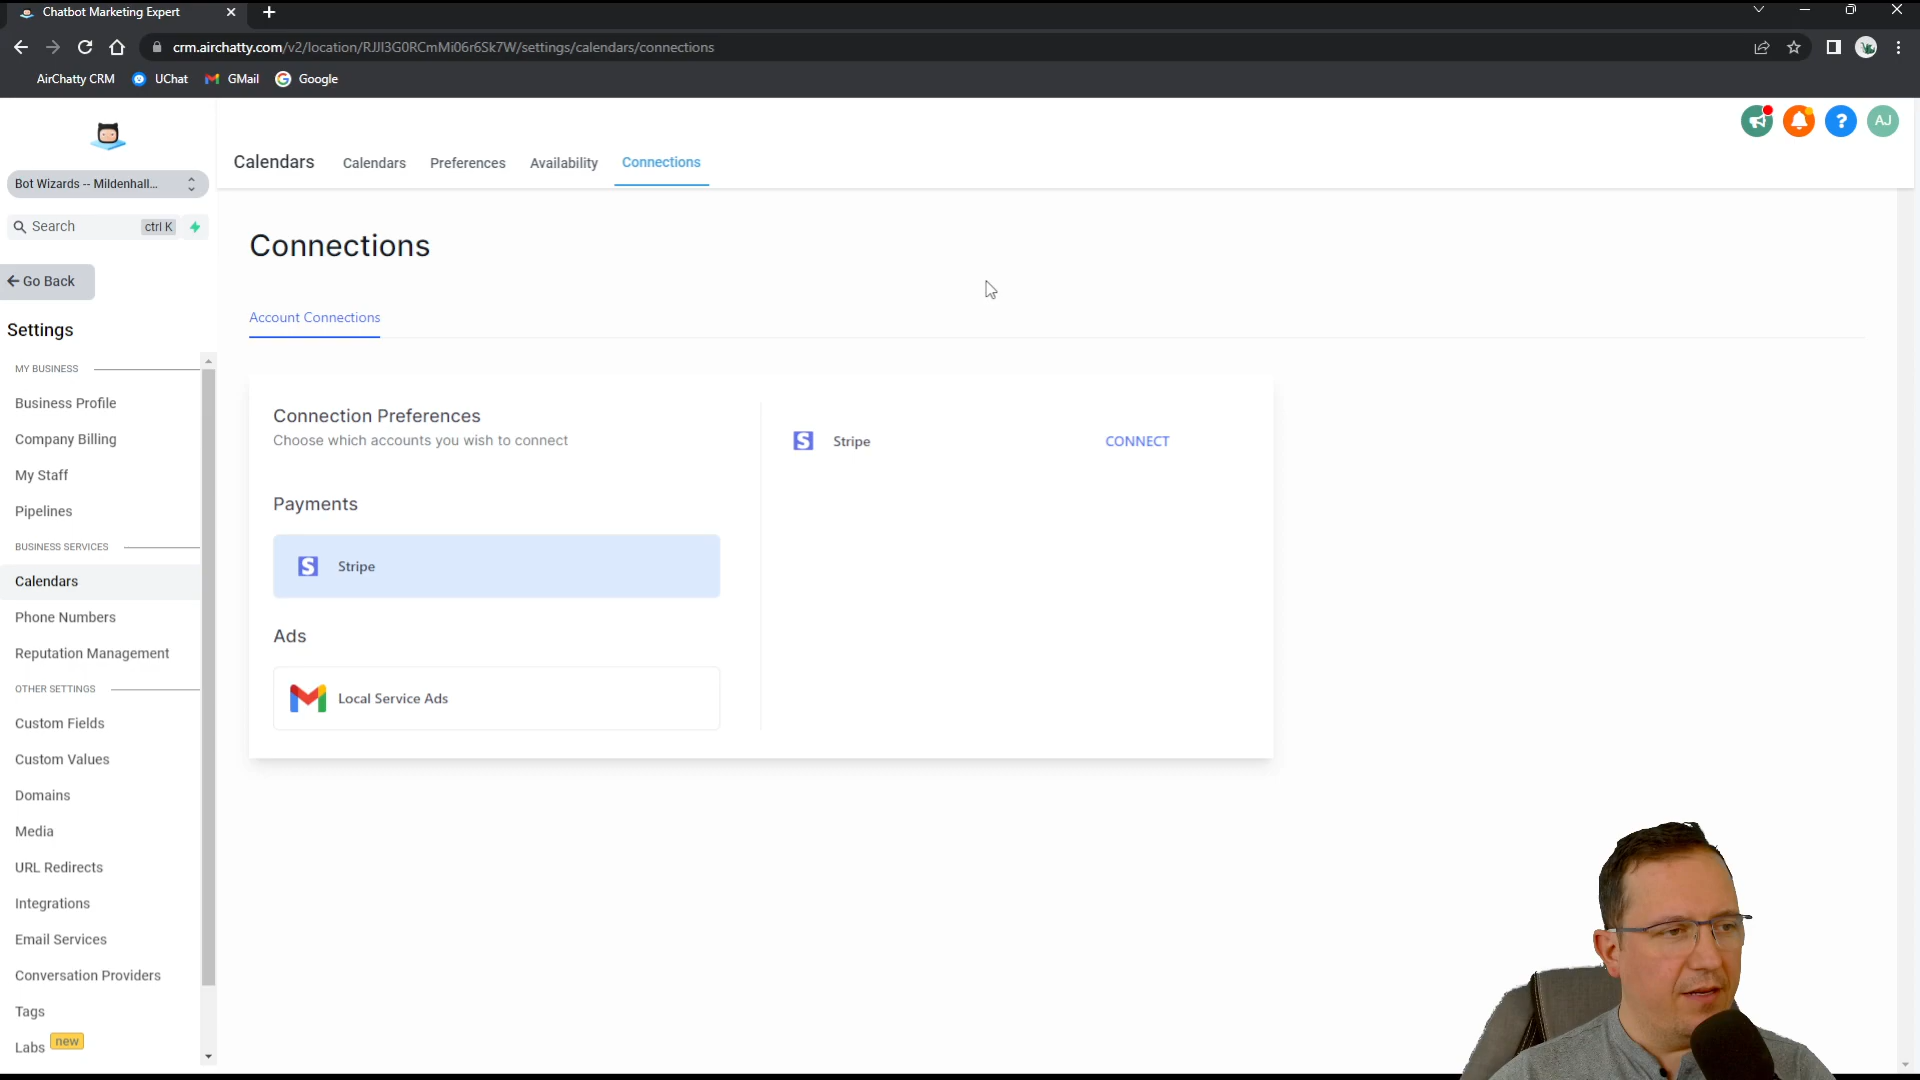 Chatbot Marketing Expert
crm.airchatty.com/v2/location/RJJI3G0RCmMi06r6Sk7W/settings/calendars/connections
AirChatty CRM
UChat
GMail
Google
AJ
Bot Wizards -- Mildenhall...
Search
ctrl K
Go Back
Settings
MY BUSINESS
Business Profile
Company Billing
My Staff
Pipelines
BUSINESS SERVICES
Calendars
Phone Numbers
Reputation Management
OTHER SETTINGS
Custom Fields
Custom Values
Domains
Media
URL Redirects
Integrations
Email Services
Conversation Providers
Tags
Labs new
Calendars
Calendars
Preferences
Availability
Connections
Connections
Account Connections
Connection Preferences
Choose which accounts you wish to connect
Payments
Stripe
Ads
Local Service Ads
Stripe
CONNECT